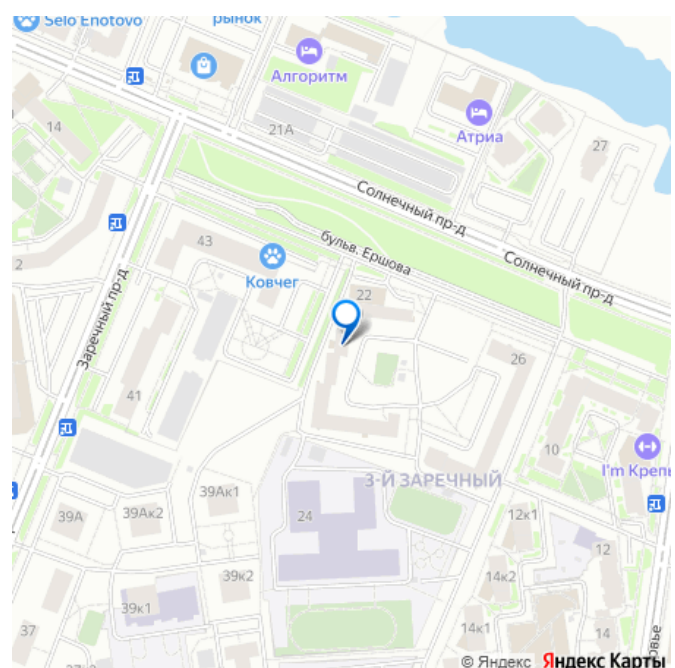 Selo Enotovo
рынок
Алгоритм
Атриа
14
21А
27
Солнечный пр-д
Солнечный пр-д
бульв. Ершова
43
Ковчег
2
22
Заречный пр-д
26
41
10
I'm Крепы
3-Й ЗАРЕЧНЫЙ
39А
39Ак2
39Ак1
24
12к1
12
39к2
14к2
39к1
37
14к1
14
овье
27к2
© Яндекс Яндекс Карты